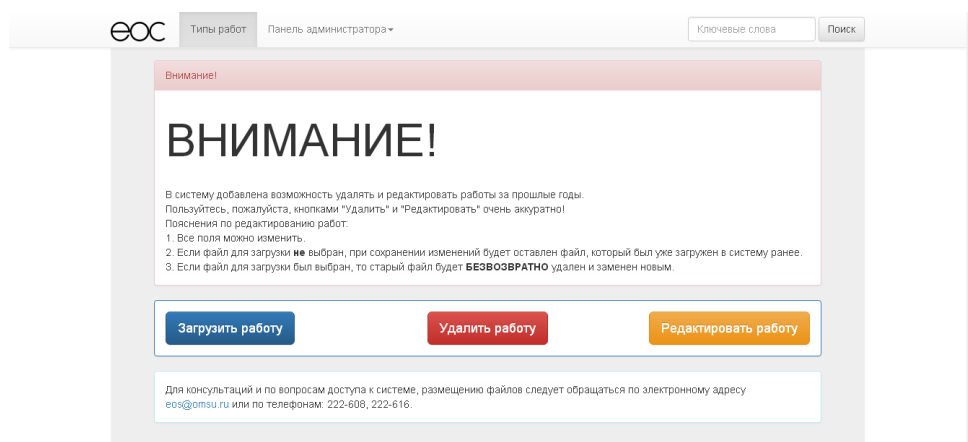 еос Типы работ Панель администратора Ключевые слова Поиск
Внимание!
ВНИМАНИЕ!
В систему добавлена возможность удалять и редактировать работы за прошлые годы.
Пользуйтесь, пожалуйста, кнопками "Удалить" и "Редактировать" очень аккуратно!
Пояснения по редактированию работ:
1. Все поля можно изменить.
2. Если файл для загрузки не выбран, при сохранении изменений будет оставлен файл, который был уже загружен в систему ранее.
3. Если файл для загрузки был выбран, то старый файл будет БЕЗВОЗВРАТНО удален и заменен новым.
Загрузить работу Удалить работу Редактировать работу
Для консультаций и по вопросам доступа к системе, размещению файлов следует обращаться по электронному адресу
eos@omsu.ru или по телефонам: 222-608, 222-616.